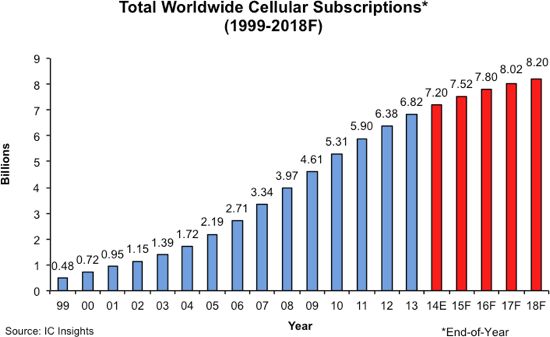 Total Worldwide Cellular Subscriptions*
(1999-2018F)
Billions
9
8
7
6
5
4
3
2
1
0
0.48 0.72 0.95 1.15 1.39 1.72 2.19 2.71 3.34 3.97 4.61 5.31 5.90 6.38 6.82 7.20 7.52 7.80 8.02 8.20
99 00 01 02 03 04 05 06 07 08 09 10 11 12 13 14E 15F 16F 17F 18F
Year
Source: IC Insights
*End-of-Year